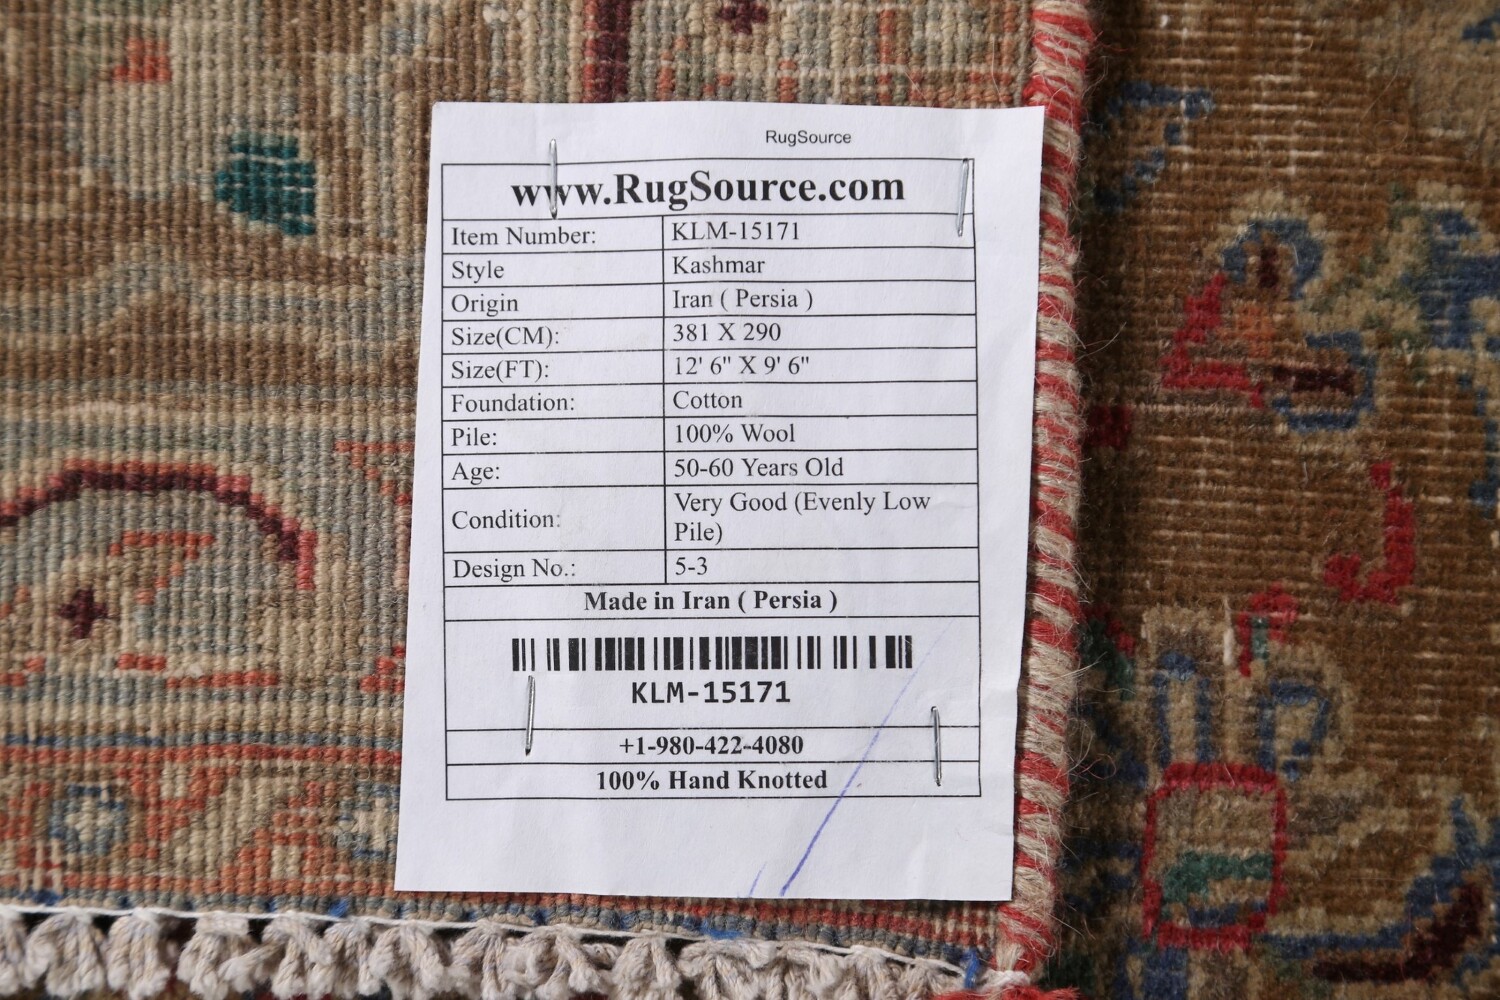 RugSource
www.RugSource.com
Item Number: KLM-15171
Style Kashmar
Origin Iran ( Persia )
Size(CM): 381 X 290
Size(FT): 12' 6" X 9' 6"
Foundation: Cotton
Pile: 100% Wool
Age: 50-60 Years Old
Condition: Very Good (Evenly Low
Pile)
Design No.: 5-3
Made in Iran ( Persia )
KLM-15171
+1-980-422-4080
100% Hand Knotted